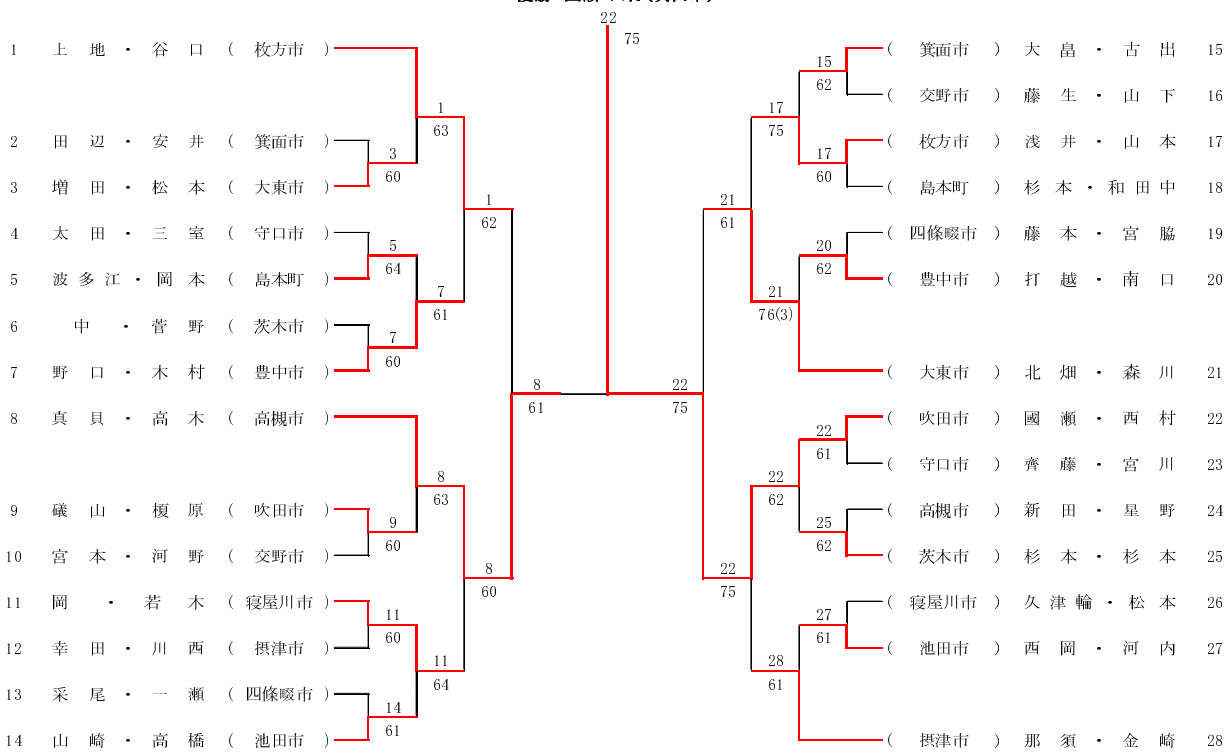 22
75
1 上地・谷口 ( 枚方市 )
2 田辺・安井 ( 箕面市 )
3 増田・松本 ( 大東市 )
4 太田・三室 ( 守口市 )
5 波多江・岡本 ( 島本町 )
6 中・菅野 ( 茨木市 )
7 野口・木村 ( 豊中市 )
8 真貝・高木 ( 高槻市 )
9 礒山・榎原 ( 吹田市 )
10 宮本・河野 ( 交野市 )
11 岡・若木 ( 寝屋川市 )
12 幸田・川西 ( 摂津市 )
13 采尾・一瀬 ( 四條畷市 )
14 山崎・高橋 ( 池田市 )
3
60
5
64
7
60
9
60
11
60
14
61
1
63
7
61
8
63
11
64
1
62
8
60
8
61
22
75
21
61
22
75
17
75
21
76(3)
22
62
28
61
15
62
17
60
20
62
22
61
25
62
27
61
( 箕面市 ) 大畠・古出 15
( 交野市 ) 藤生・山下 16
( 枚方市 ) 浅井・山本 17
( 島本町 ) 杉本・和田中 18
( 四條畷市 ) 藤本・宮脇 19
( 豊中市 ) 打越・南口 20
( 大東市 ) 北畑・森川 21
( 吹田市 ) 國瀬・西村 22
( 守口市 ) 齊藤・宮川 23
( 高槻市 ) 新田・星野 24
( 茨木市 ) 杉本・杉本 25
( 寝屋川市 ) 久津輪・松本 26
( 池田市 ) 西岡・河内 27
( 摂津市 ) 那須・金崎 28